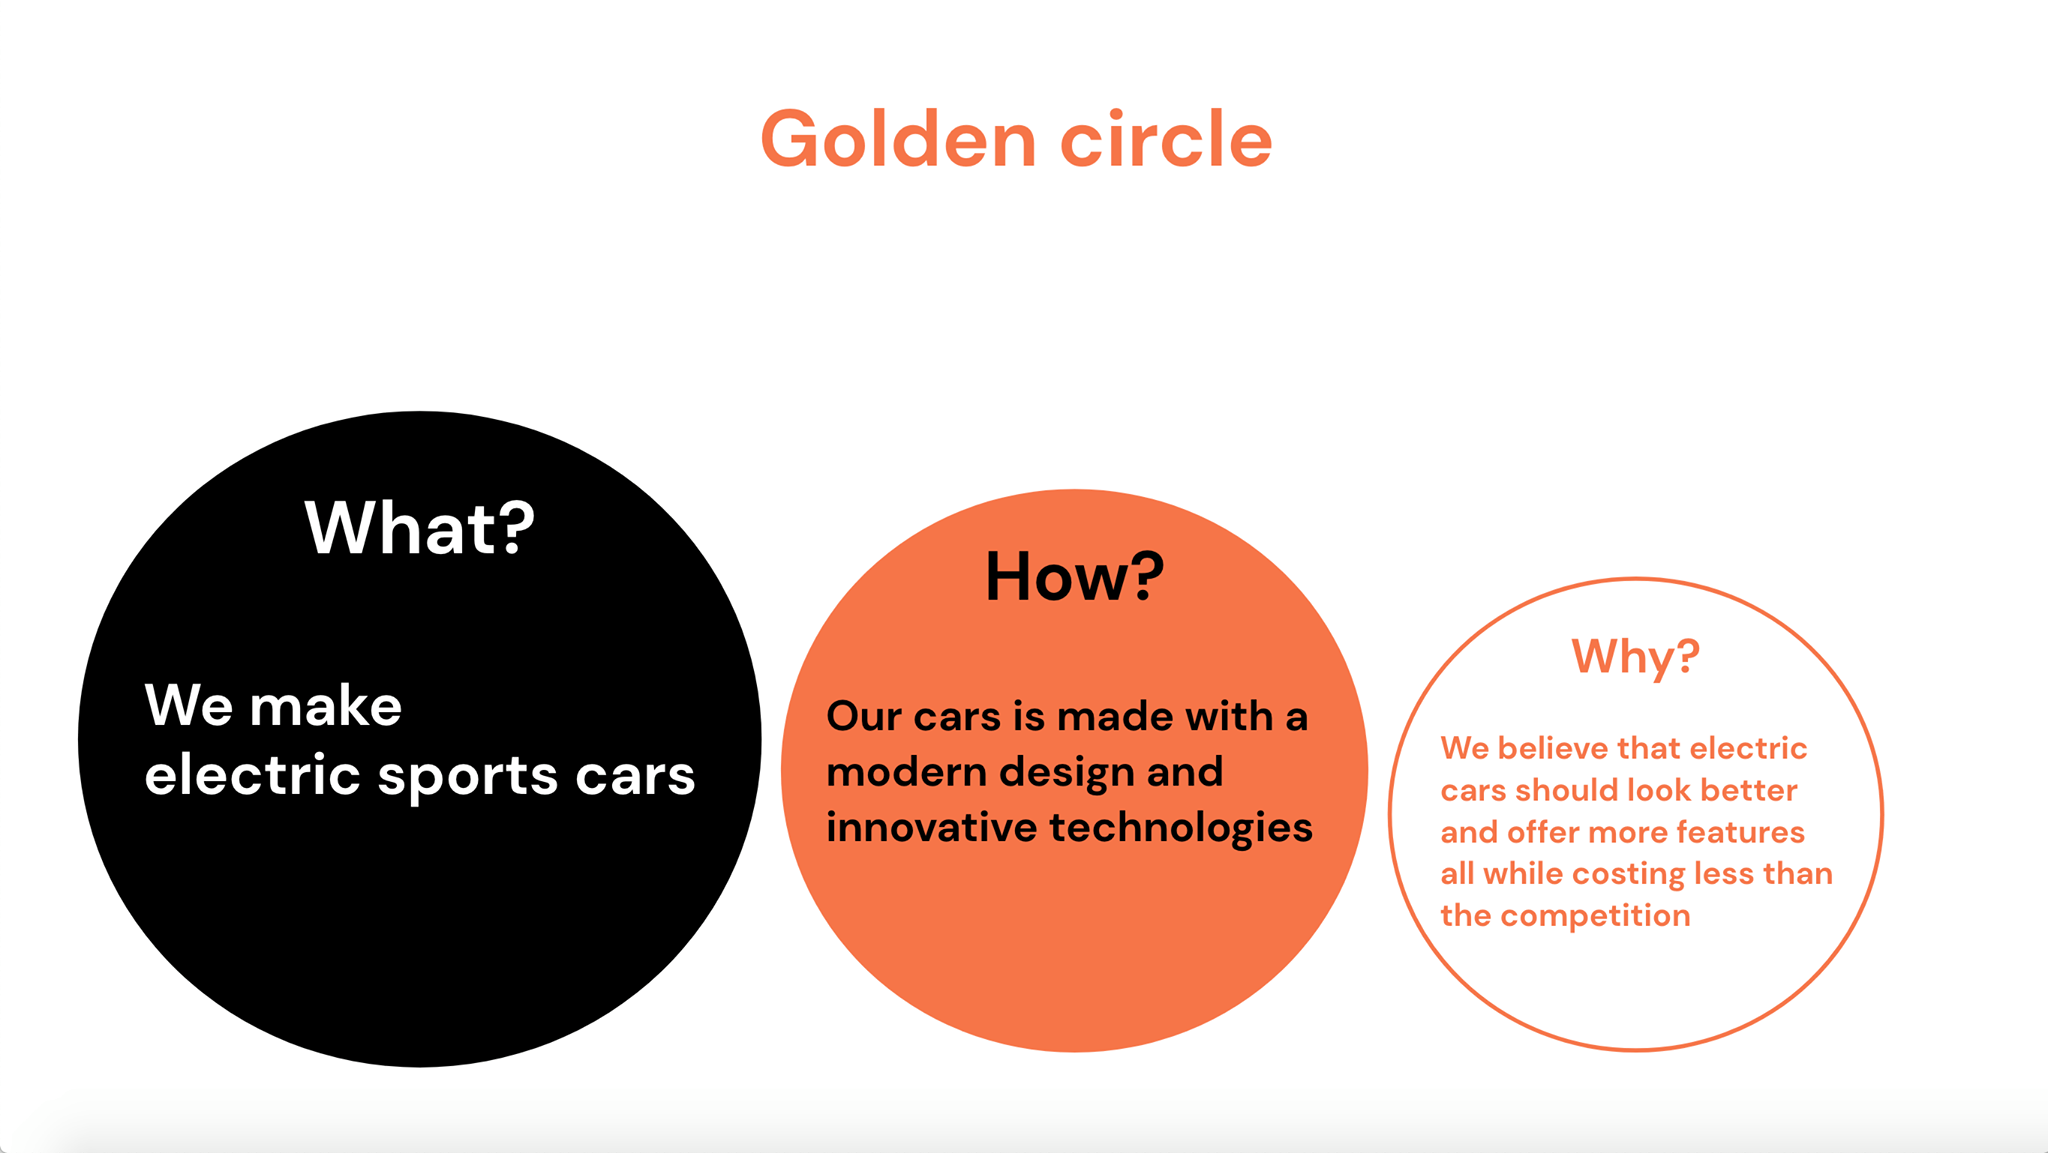 Golden circle
What?
We make
electric sports cars
How?
Our cars is made with a
modern design and
innovative technologies
Why?
We believe that electric
cars should look better
and offer more features
all while costing less than
the competition